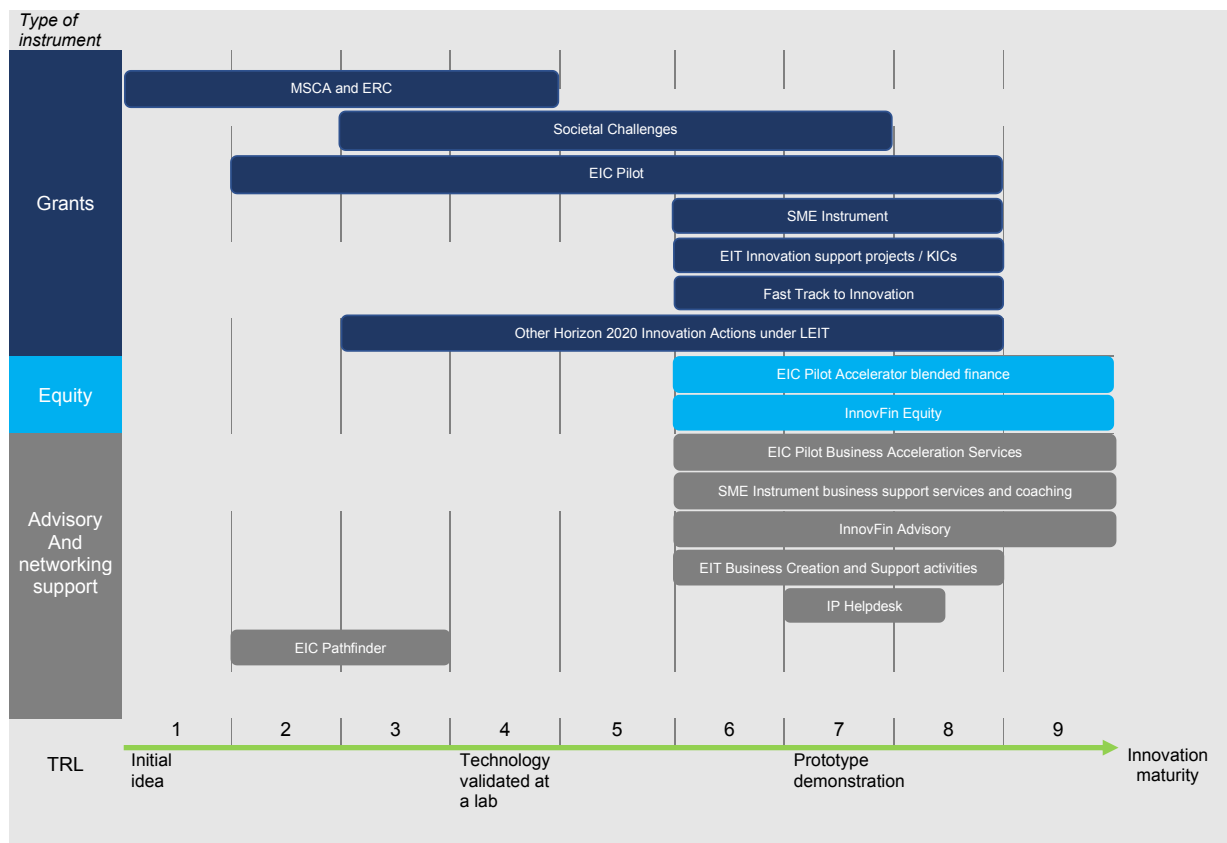 Type of
instrument
Grants
MSCA and ERC
Societal Challenges
EIC Pilot
SME Instrument
EIT Innovation support projects / KICs
Fast Track to Innovation
Other Horizon 2020 Innovation Actions under LEIT
Equity
EIC Pilot Accelerator blended finance
InnovFin Equity
Advisory
And
networking
support
EIC Pilot Business Acceleration Services
SME Instrument business support services and coaching
InnovFin Advisory
EIT Business Creation and Support activities
IP Helpdesk
EIC Pathfinder
1 2 3 4 5 6 7 8 9
TRL
Initial
idea
Technology
validated at
a lab
Prototype
demonstration
Innovation
maturity